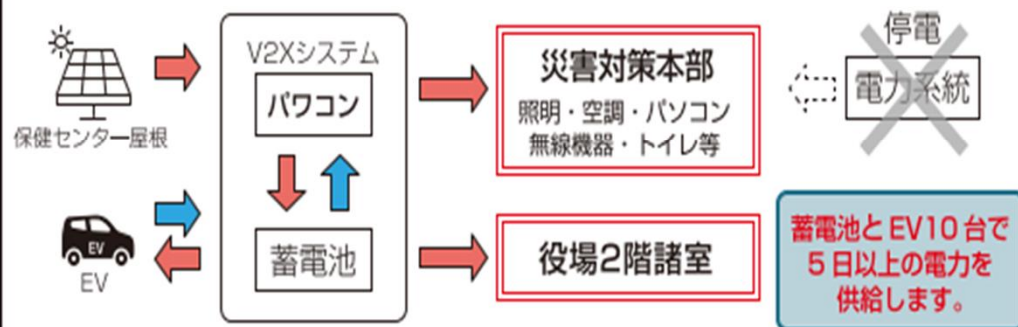 保健センター屋根
EV
EV
V2Xシステム
パワコン
蓄電池
災害対策本部
照明・空調・パソコン
無線機器・トイレ等
役場2階諸室
停電
電力系統
蓄電池とEV10台で
5日以上の電力を
供給します。